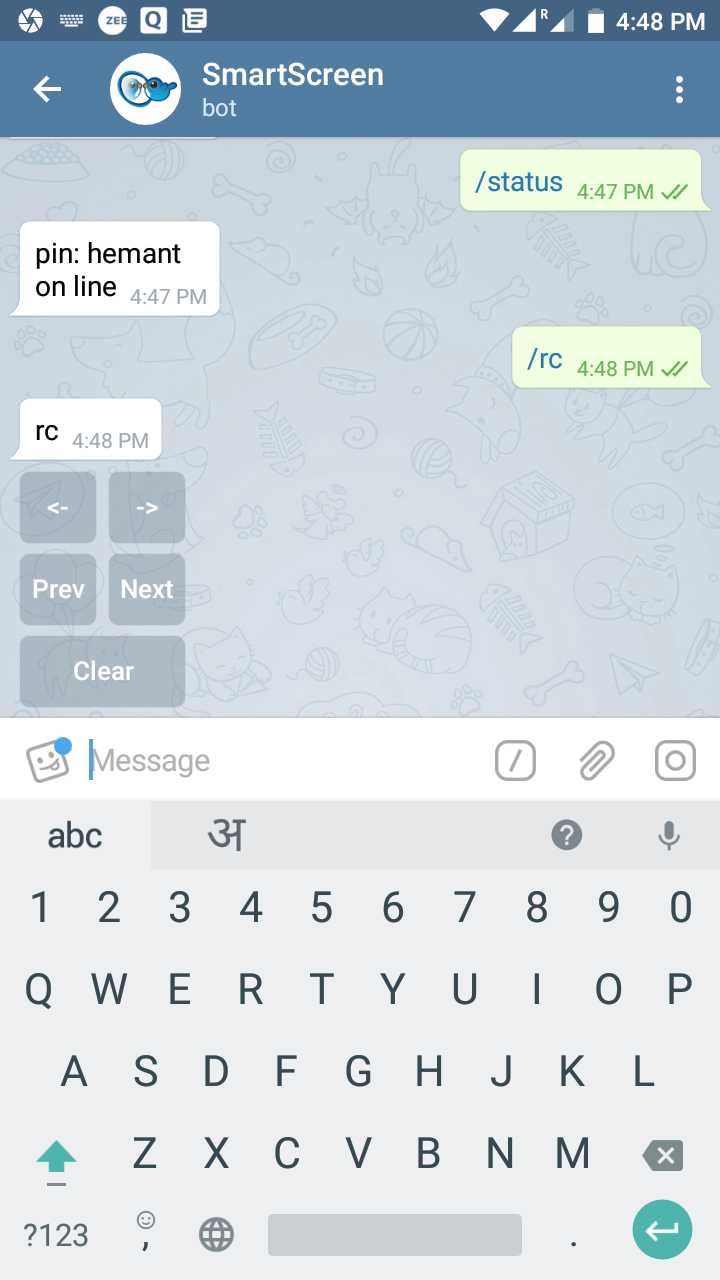 ZEE Q R 4:48 PM
SmartScreen
bot
/status 4:47 PM
pin: hemant
on line 4:47 PM
/rc 4:48 PM
rc 4:48 PM
<- ->
Prev Next
Clear
Message /
abc अ ?
1 2 3 4 5 6 7 8 9 0
Q W E R T Y U I O P
A S D F G H J K L
Z X C V B N M
?123 , .